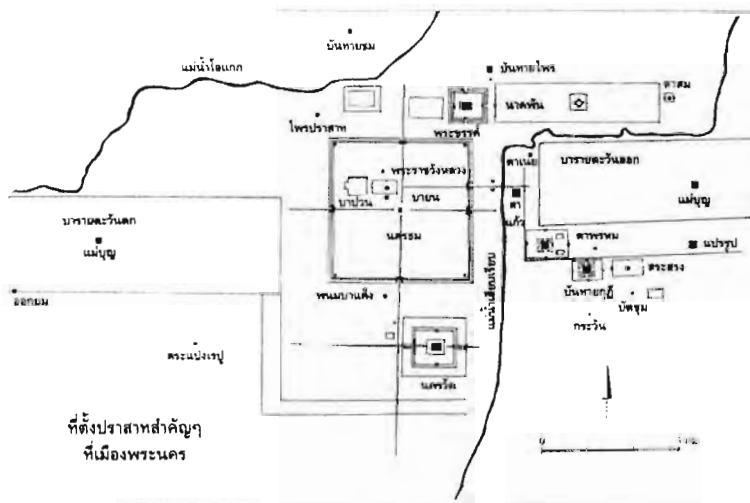 บันทายธม
แม่น้ำโอแกก
บันทายไพร
ตาสม
นาคพัน
ไพรปราสาท
พระขรรค์
ตาเนย
บารายตะวันออก
พระราชวังหลวง
บาปวน
บายน
ตา
แก้ว
แม่บุญ
บารายตะวันตก
แม่บุญ
นครธม
ตาพรหม
แปรรูป
สระสรง
บันทายกุฎี
บัตชุม
แม่น้ำเสียมเรียบ
ออกยม
พนมบาแค็ง
กระวัน
ตระแปงเรปู
นครวัด
ที่ตั้งปราสาทสำคัญๆ
ที่เมืองพระนคร
0